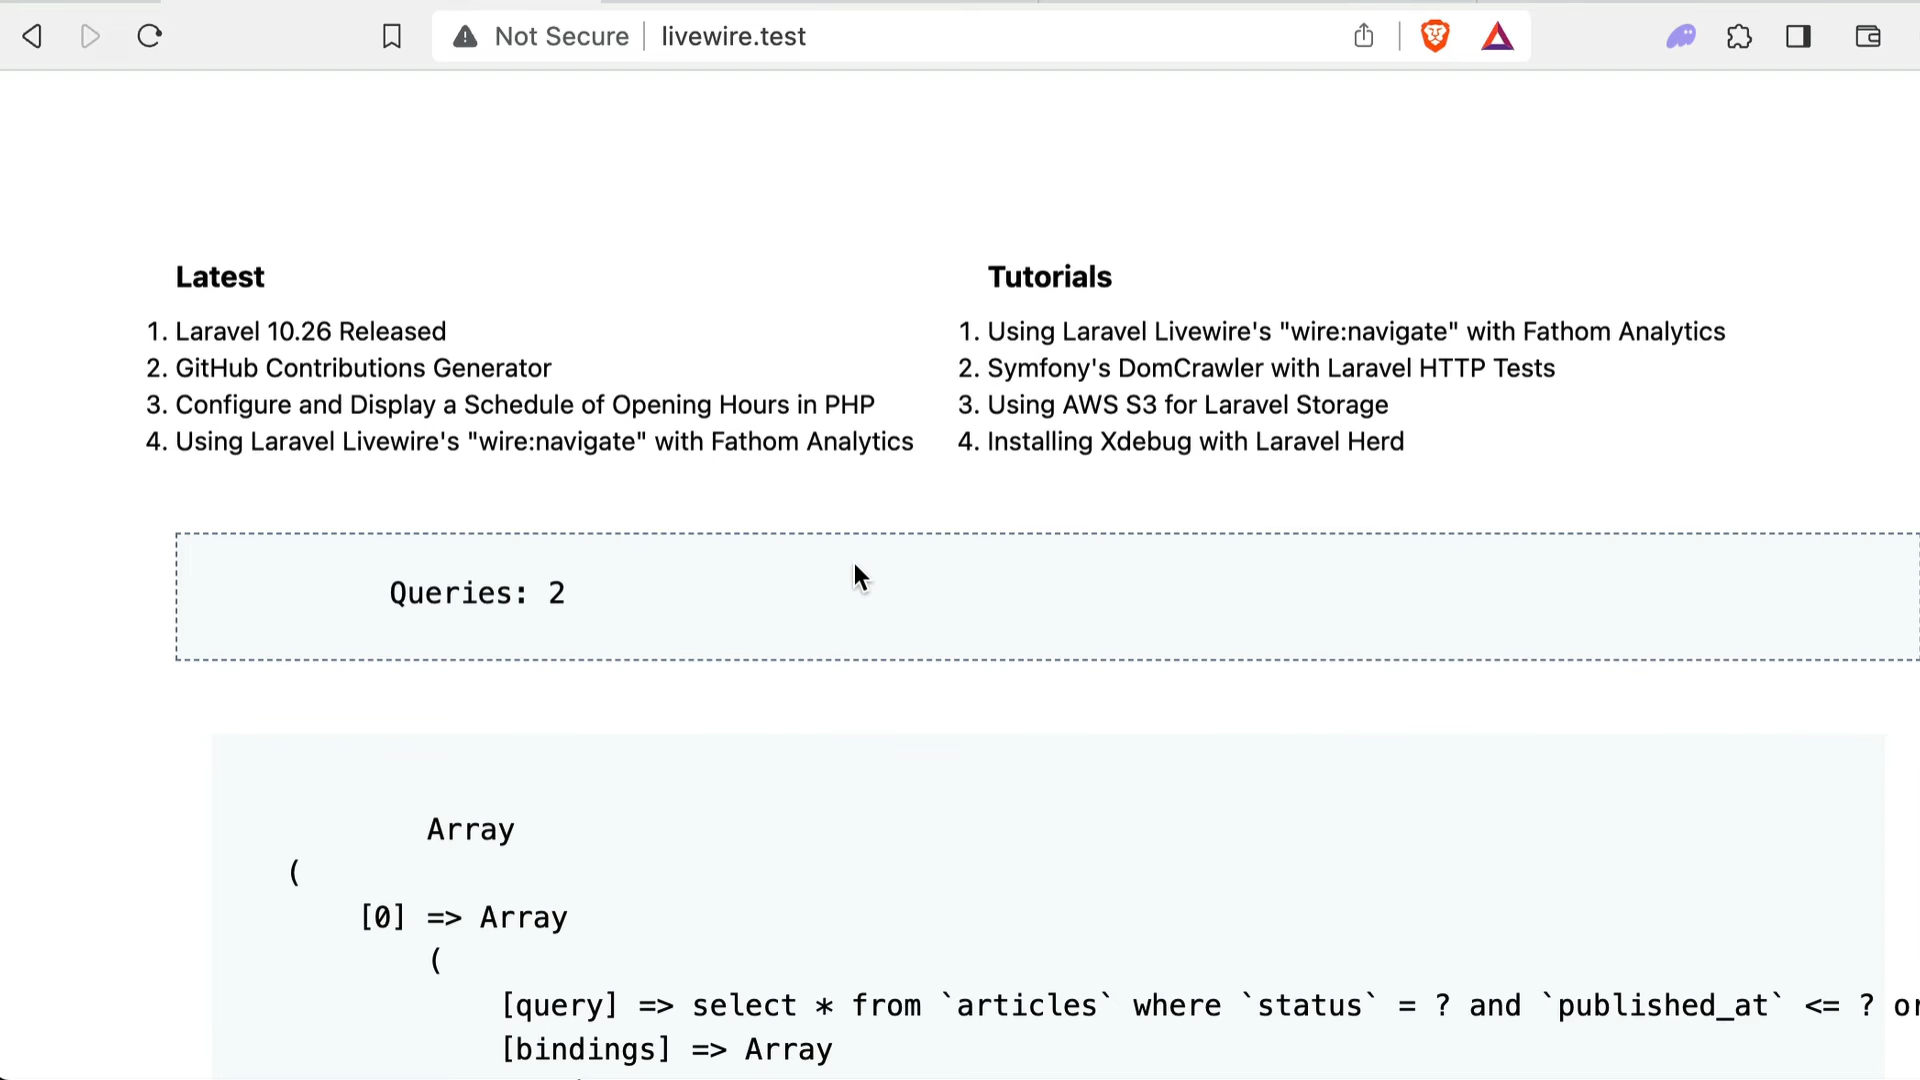 Not Secure livewire.test
Latest
1. Laravel 10.26 Released
2. GitHub Contributions Generator
3. Configure and Display a Schedule of Opening Hours in PHP
4. Using Laravel Livewire's "wire:navigate" with Fathom Analytics
Tutorials
1. Using Laravel Livewire's "wire:navigate" with Fathom Analytics
2. Symfony's DomCrawler with Laravel HTTP Tests
3. Using AWS S3 for Laravel Storage
4. Installing Xdebug with Laravel Herd
Queries: 2
Array
(
[0] => Array
(
[query] => select * from `articles` where `status` = ? and `published_at` <= ?
[bindings] => Array